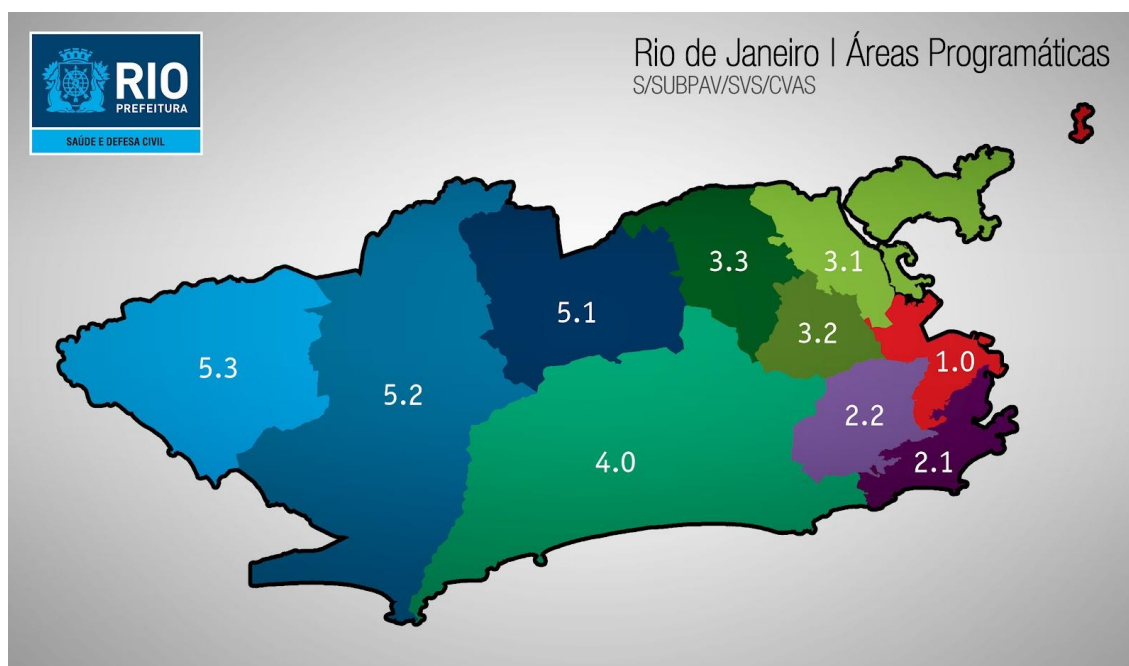 RIO
PREFEITURA
SAÚDE E DEFESA CIVIL
Rio de Janeiro I Áreas Programáticas
S/SUBPAV/SVS/CVAS
3.3
3.1
5.1
3.2
5.3
1.0
5.2
2.2
4.0
2.1